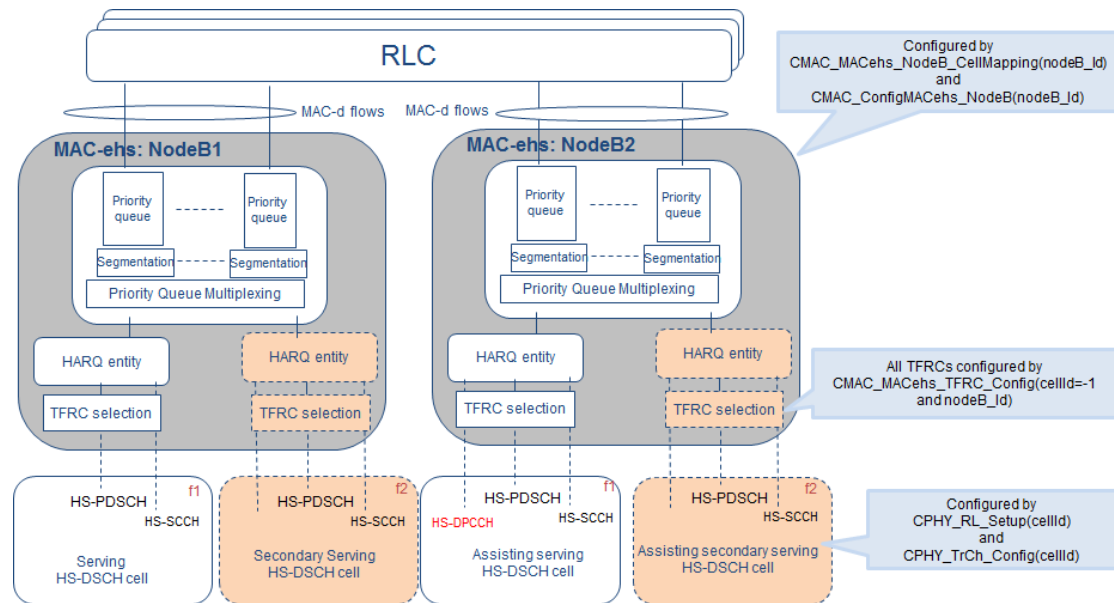 RLC
Configured by
CMAC_MACehs_NodeB_CellMapping(nodeB_Id)
and
CMAC_ConfigMACehs_NodeB(nodeB_Id)
MAC-d flows
MAC-d flows
MAC-ehs: NodeB1
Priority
queue
Priority
queue
Segmentation
Segmentation
Priority Queue Multiplexing
HARQ entity
HARQ entity
TFRC selection
TFRC selection
MAC-ehs: NodeB2
Priority
queue
Priority
queue
Segmentation
Segmentation
Priority Queue Multiplexing
HARQ entity
HARQ entity
TFRC selection
TFRC selection
All TFRCs configured by
CMAC_MACehs_TFRC_Config(cellId=-1
and nodeB_Id)
f1
HS-PDSCH
HS-SCCH
Serving
HS-DSCH cell
f2
HS-PDSCH
HS-SCCH
Secondary Serving
HS-DSCH cell
f1
HS-PDSCH
HS-DPCCH
HS-SCCH
Assisting serving
HS-DSCH cell
f2
HS-PDSCH
HS-SCCH
Assisting secondary serving
HS-DSCH cell
Configured by
CPHY_RL_Setup(cellId)
and
CPHY_TrCh_Config(cellId)